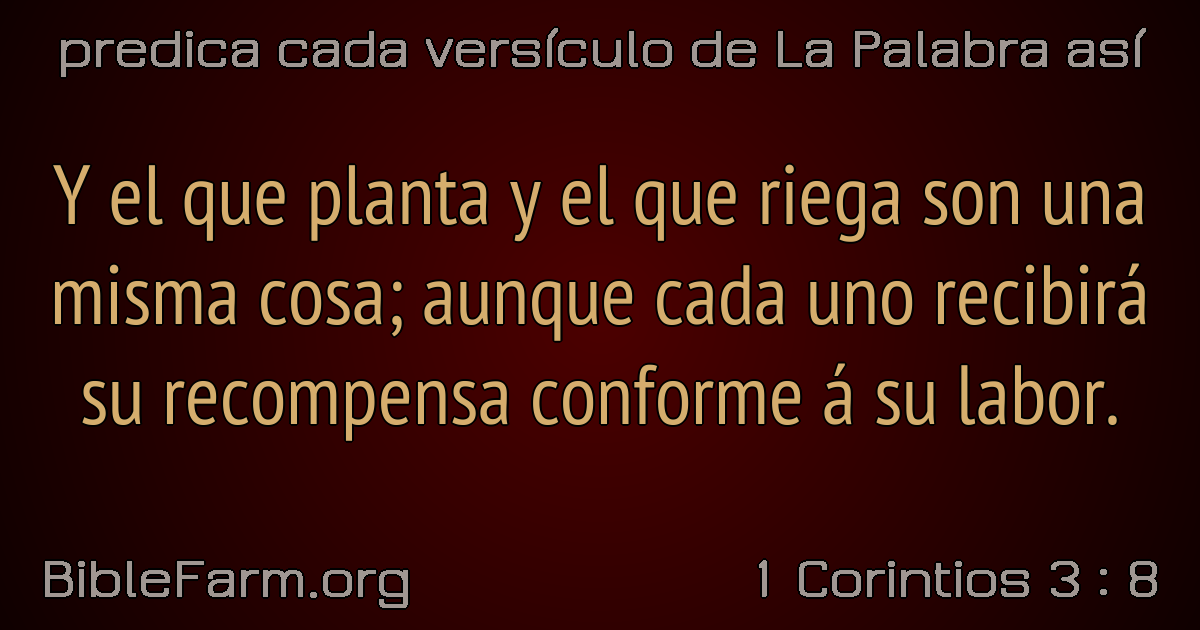 predica cada versículo de La Palabra así
Y el que planta y el que riega son una
misma cosa; aunque cada uno recibirá
su recompensa conforme á su labor.
BibleFarm.org
1 Corintios 3 : 8